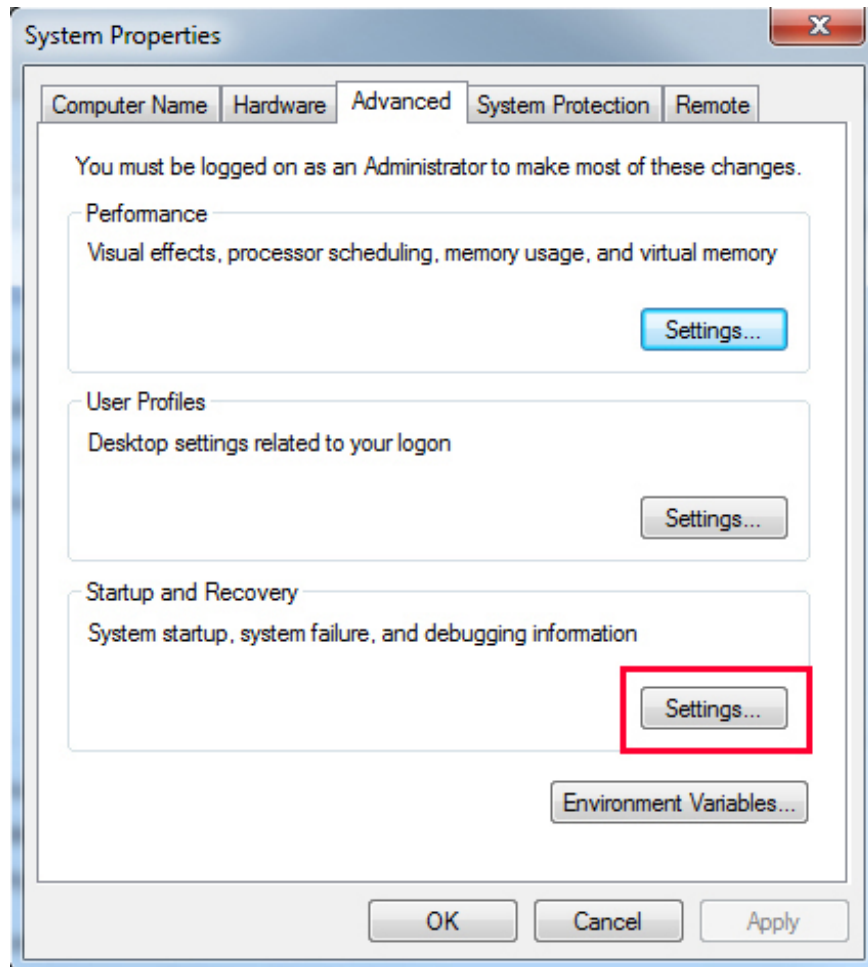 System Properties
Computer Name Hardware Advanced System Protection Remote
You must be logged on as an Administrator to make most of these changes.
Performance
Visual effects, processor scheduling, memory usage, and virtual memory
Settings...
User Profiles
Desktop settings related to your logon
Settings...
Startup and Recovery
System startup, system failure, and debugging information
Settings...
Environment Variables...
OK Cancel Apply